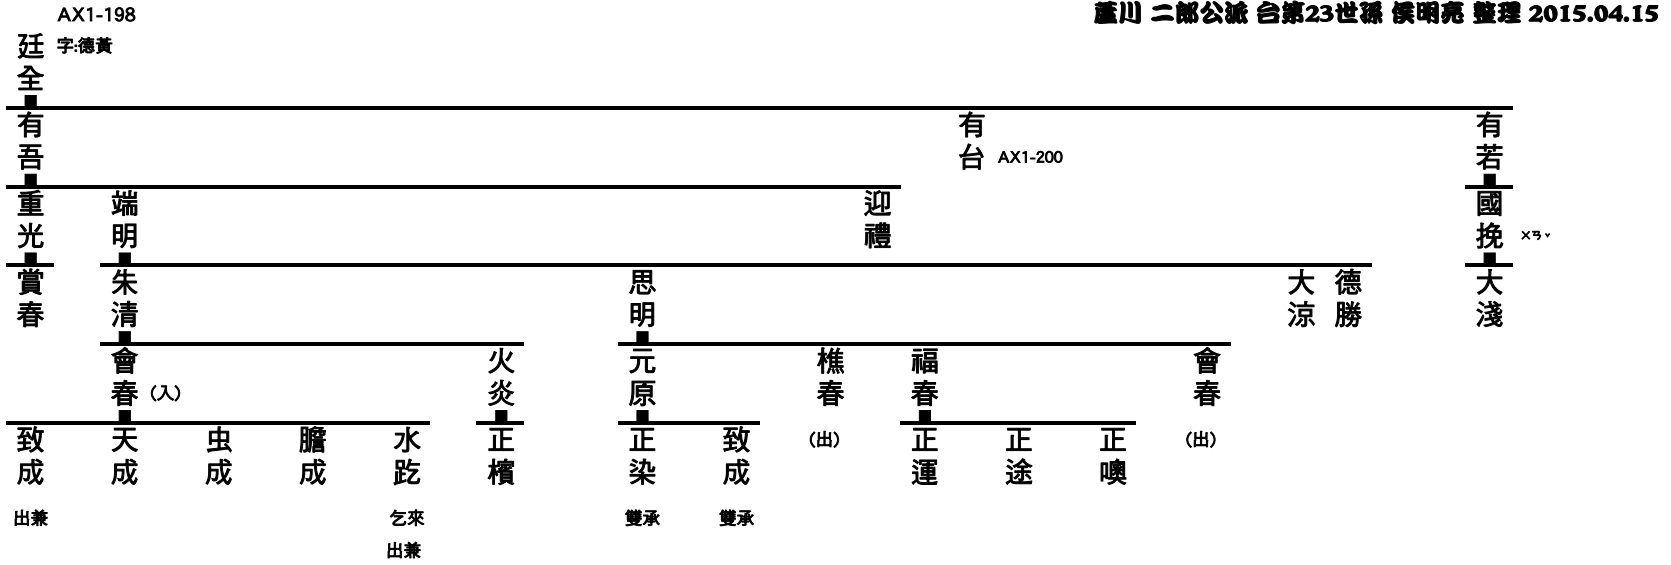 AX1-198
蘆川 二郎公派 台第23世孫 侯明亮 整理 2015.04.15
廷全 字:德黃
有吾 有台 AX1-200 有若
重光 端明 迎禮 國挽 ㄨㄢˇ
賞春 朱清 思明 大涼 德勝 大淺
會春 (入) 火炎 元原 樵春 福春 會春
致成 天成 虫成 膽成 水趷 正檳 正染 致成 (出) 正運 正途 正噢 (出)
出兼 乞來 雙承 雙承
出兼